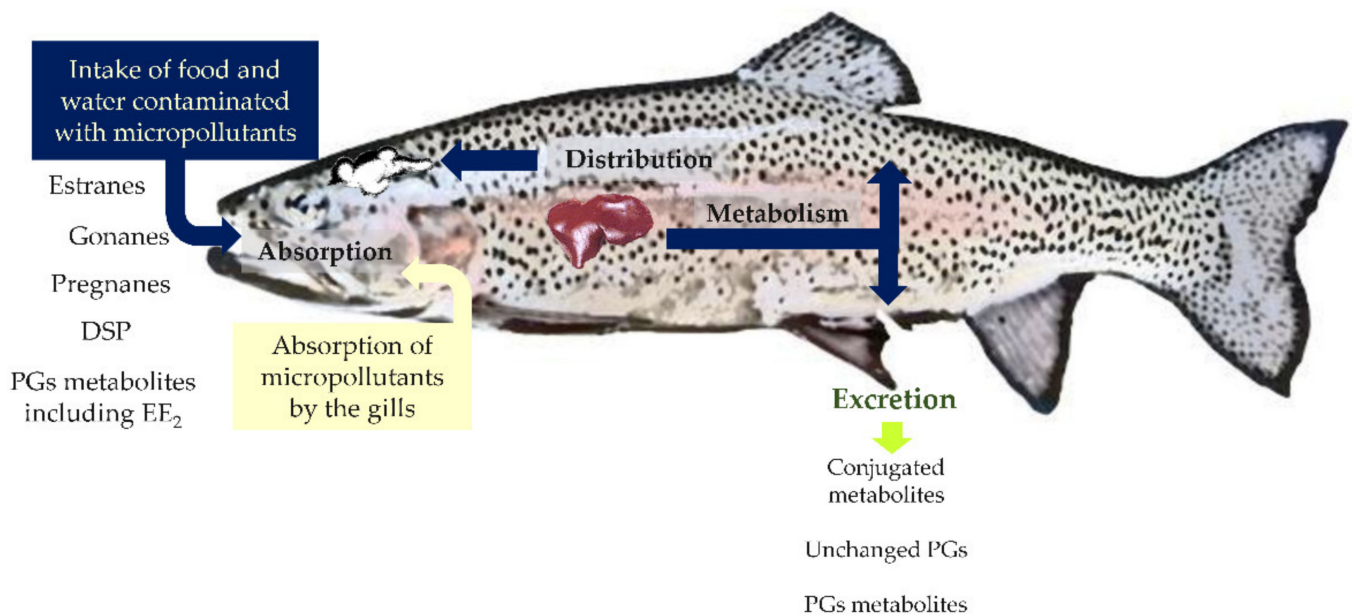 Intake of food and
water contaminated
with micropollutants
Estranes
Gonanes
Pregnanes
DSP
PGs metabolites
including EE₂
Absorption
Distribution
Metabolism
Absorption of
micropollutants
by the gills
Excretion
Conjugated
metabolites
Unchanged PGs
PGs metabolites